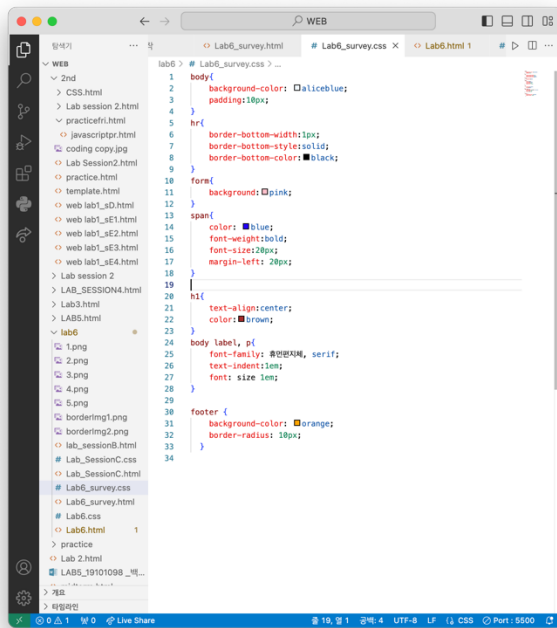 WEB
탐색기
Lab6_survey.html
# Lab6_survey.css
Lab6.html 1
WEB
2nd
CSS.html
Lab session 2.html
practicefri.html
javascriptpr.html
coding copy.jpg
Lab Session2.html
practice.html
template.html
web lab1_sD.html
web lab1_sE1.html
web lab1_sE2.html
web lab1_sE3.html
web lab1_sE4.html
Lab session 2
LAB_SESSION4.html
Lab3.html
LAB5.html
lab6
1.png
2.png
3.png
4.png
5.png
borderImg1.png
borderImg2.png
lab_sessionB.html
# Lab_SessionC.css
Lab_SessionC.html
# Lab6_survey.css
Lab6_survey.html
# Lab6.css
Lab6.html 1
practice
Lab 2.html
LAB5_19101098 _백...
개요
타임라인
lab6 > # Lab6_survey.css > ...
1 body{
2 background-color: aliceblue;
3 padding:10px;
4 }
5 hr{
6 border-bottom-width:1px;
7 border-bottom-style:solid;
8 border-bottom-color:black;
9 }
10 form{
11 background:pink;
12 }
13 span{
14 color: blue;
15 font-weight:bold;
16 font-size:20px;
17 margin-left: 20px;
18 }
19
20 h1{
21 text-align:center;
22 color:brown;
23 }
24 body label, p{
25 font-family: 휴먼편지체, serif;
26 text-indent:1em;
27 font: size 1em;
28 }
29
30 footer {
31 background-color: orange;
32 border-radius: 10px;
33 }
34
0 1 0 Live Share 줄 19, 열 1 공백: 4 UTF-8 LF CSS Port : 5500